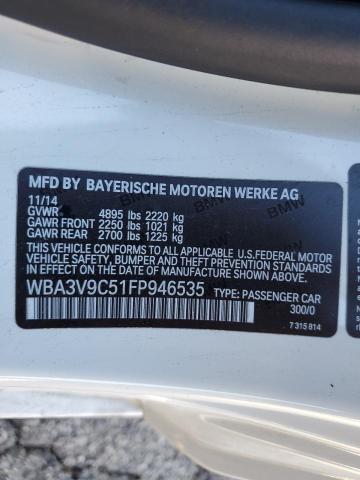 MFD BY BAYERISCHE MOTOREN WERKE AG
11/14
GVWR 4895 lbs 2220 kg
GAWR FRONT 2250 lbs 1021 kg
GAWR REAR 2700 lbs 1225 kg
THIS VEHICLE CONFORMS TO ALL APPLICABLE U.S.FEDERAL MOTOR
VEHICLE SAFETY, BUMPER AND THEFT PREVENTION STANDARDS IN
EFFECT ON THE DATE OF MANUFACTURE SHOWN ABOVE.
WBA3V9C51FP946535 TYPE: PASSENGER CAR
300/0
7 315 814